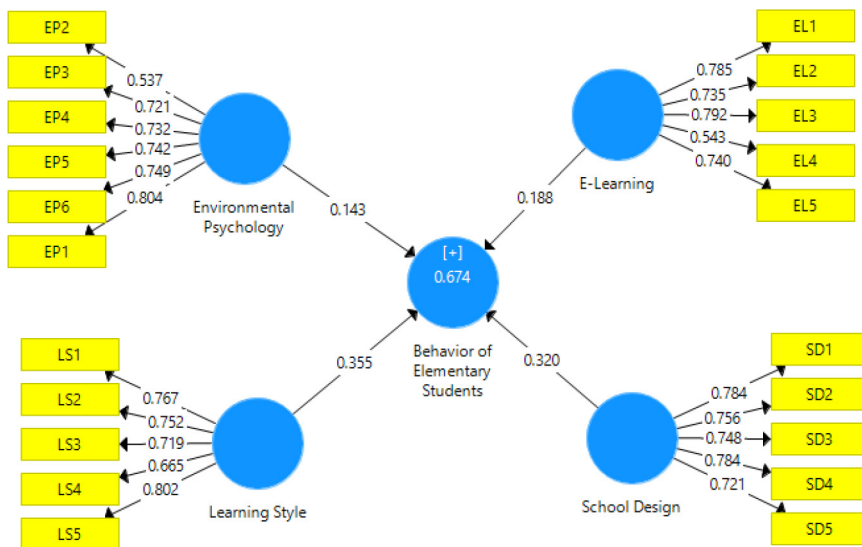 EP2
EP3
EP4
EP5
EP6
EP1
0.537
0.721
0.732
0.742
0.749
0.804
Environmental
Psychology
0.143
EL1
EL2
EL3
EL4
EL5
0.785
0.735
0.792
0.543
0.740
E-Learning
0.188
[+]
0.674
Behavior of
Elementary
Students
LS1
LS2
LS3
LS4
LS5
0.767
0.752
0.719
0.665
0.802
Learning Style
0.355
SD1
SD2
SD3
SD4
SD5
0.784
0.756
0.748
0.784
0.721
School Design
0.320